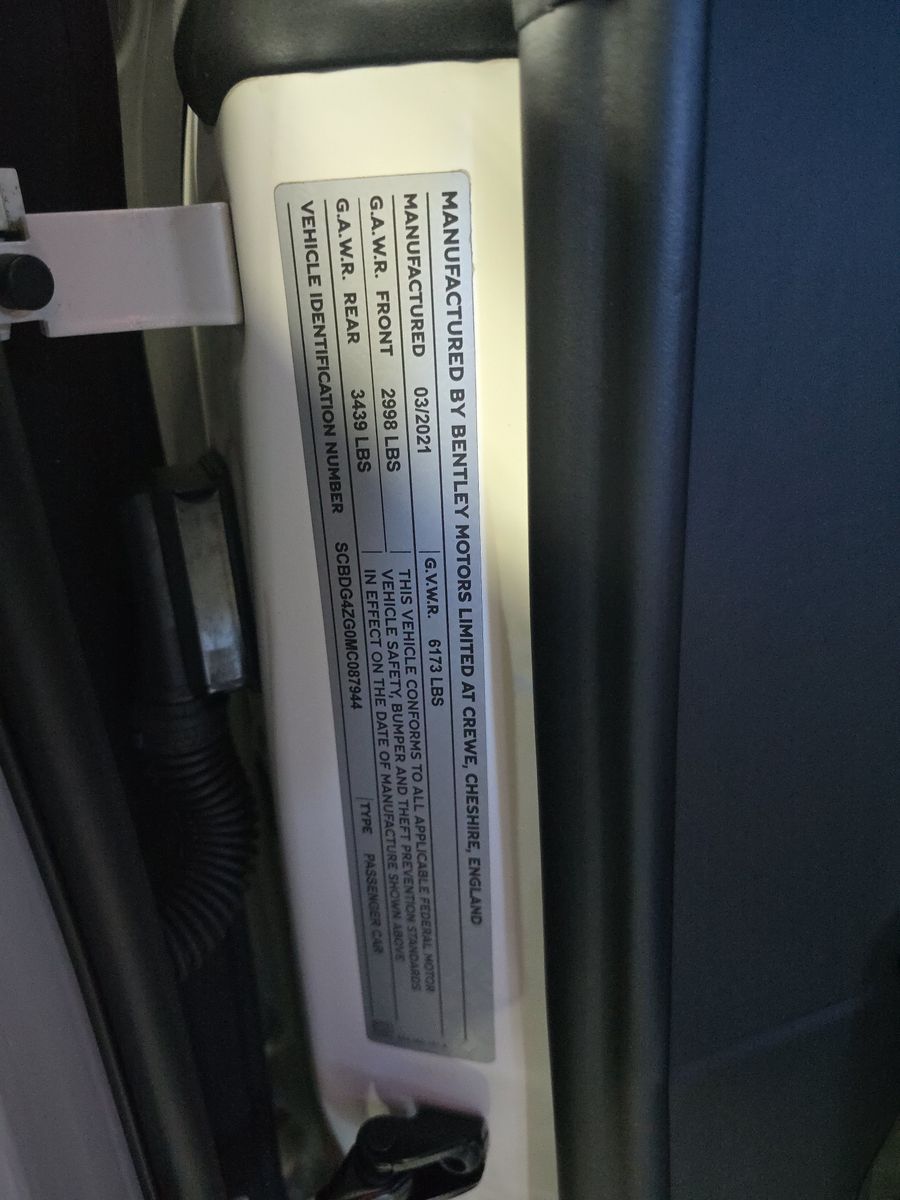 MANUFACTURED BY BENTLEY MOTORS LIMITED AT CREWE, CHESHIRE, ENGLAND
MANUFACTURED 03/2021 G.V.W.R. 6173 LBS
G.A.W.R. FRONT 2998 LBS
G.A.W.R. REAR 3439 LBS
THIS VEHICLE CONFORMS TO ALL APPLICABLE FEDERAL MOTOR
VEHICLE SAFETY, BUMPER AND THEFT PREVENTION STANDARDS
IN EFFECT ON THE DATE OF MANUFACTURE SHOWN ABOVE
VEHICLE IDENTIFICATION NUMBER SCBDG4ZG0MC087944 TYPE PASSENGER CAR